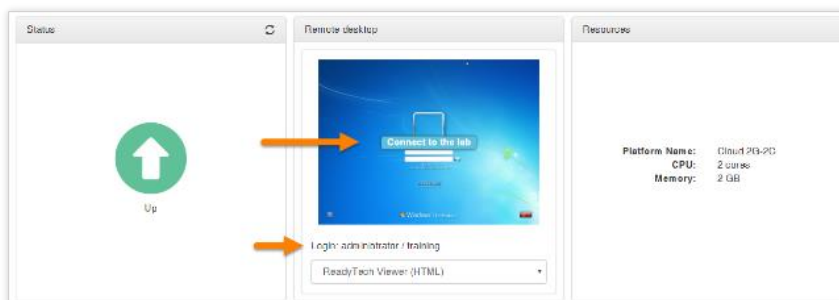 Status
Remote desktop
Resources
Connect to the lab
Up
Platform Name: Cloud 2G-2C
CPU: 2 cores
Memory: 2 GB
Login: administrator / training
ReadyTech Viewer (HTML)